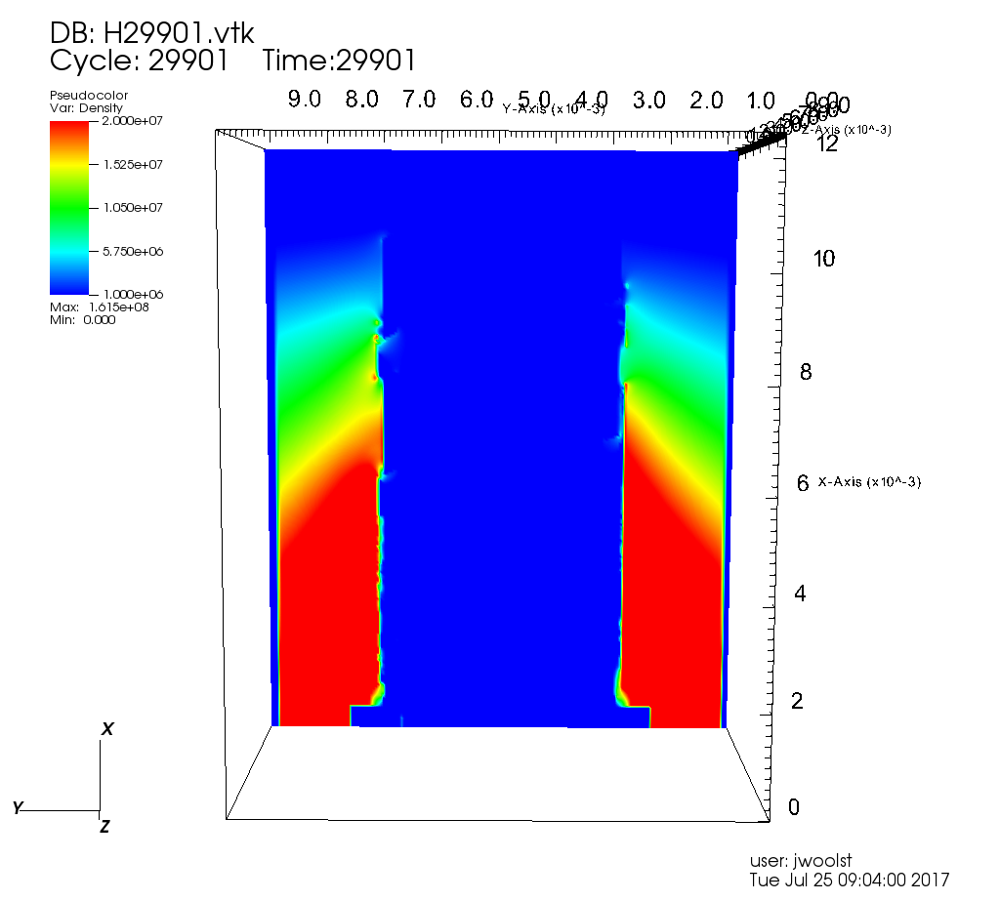 DB: H29901.vtk
Cycle: 29901 Time:29901
Pseudocolor
Var: Density
2.000e+07
1.525e+07
1.050e+07
5.750e+06
1.000e+06
Max: 1.615e+08
Min: 0.000
9.0 8.0 7.0 6.0 5.0 4.0 3.0 2.0 1.0 0.0
Y-Axis (x10^-3)
Z-Axis (x10^-3)
12
10
8
6 X-Axis (x10^-3)
4
2
0
X
Y
Z
user: jwoolst
Tue Jul 25 09:04:00 2017